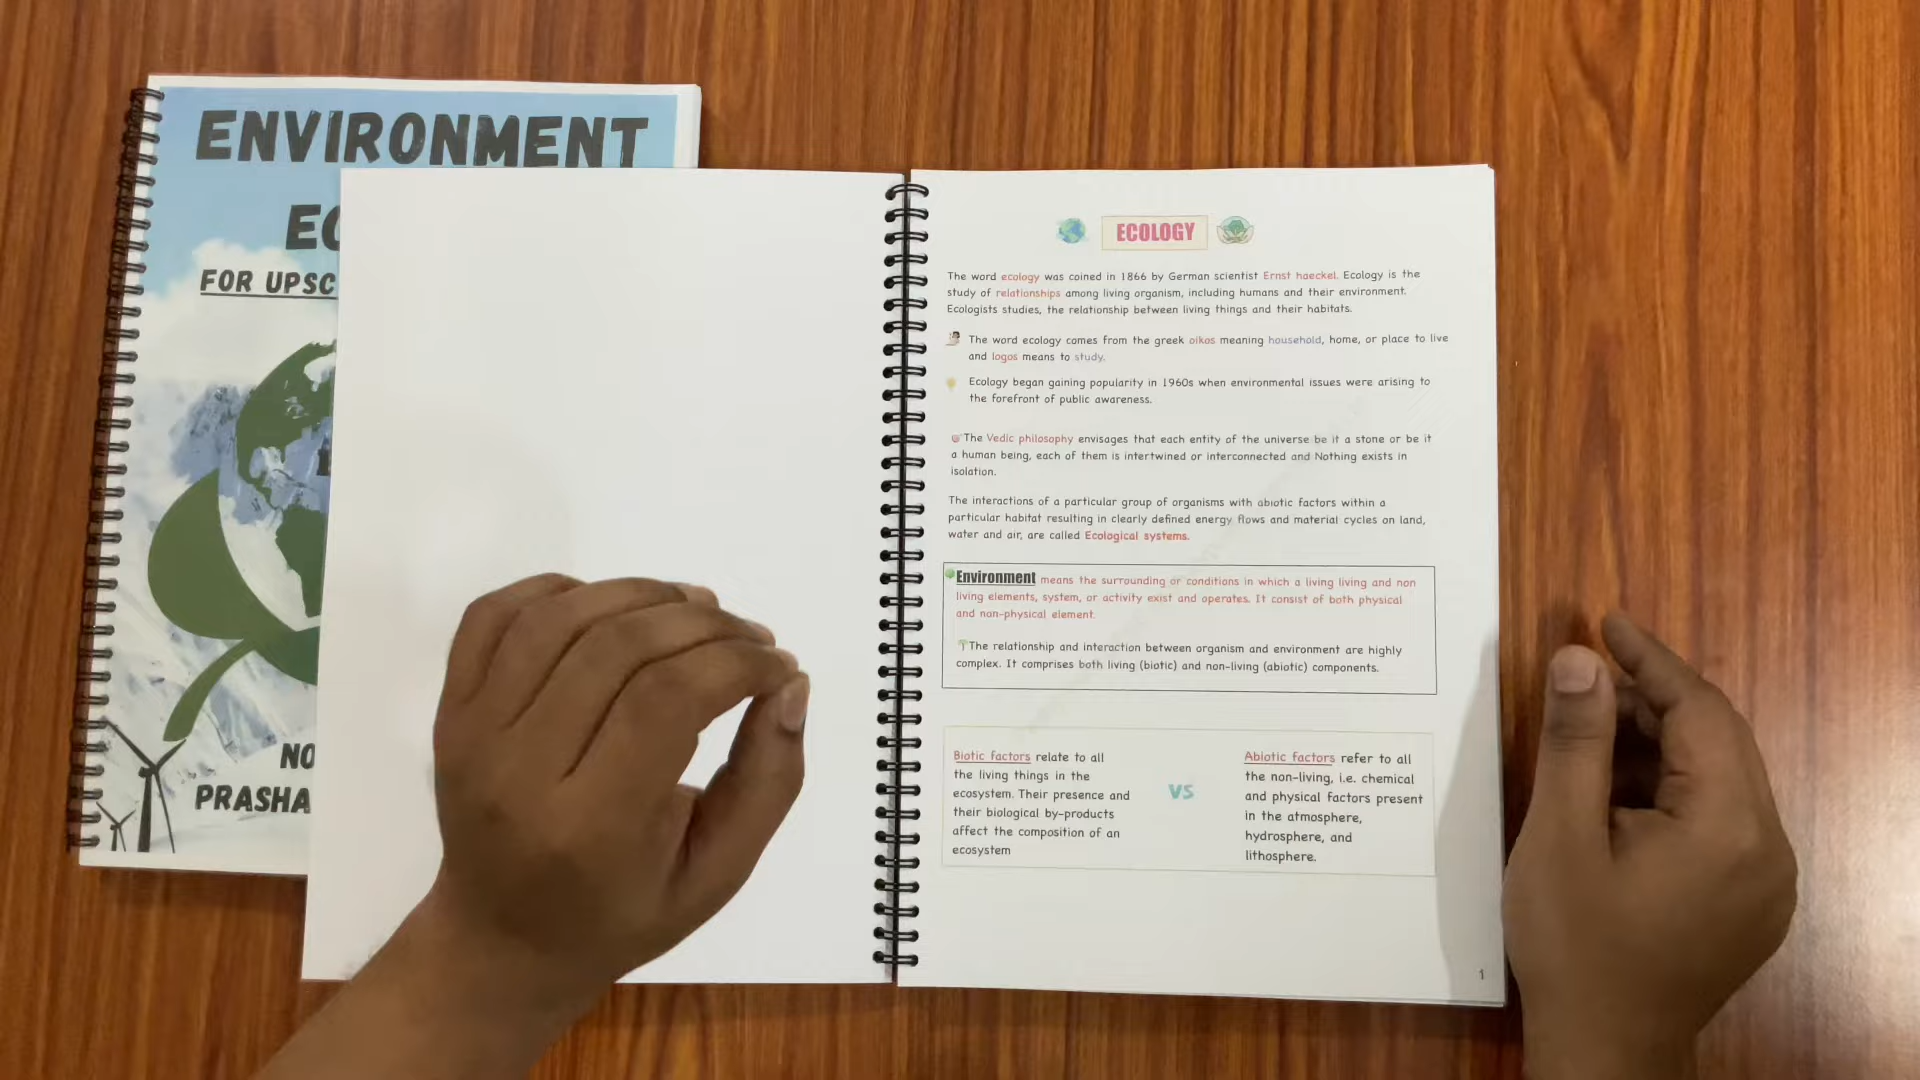 ENVIRONMENT
FOR UPSC
PRASHA
ECOLOGY
The word ecology was coined in 1866 by German scientist Ernst haeckel. Ecology is the
study of relationships among living organism, including humans and their environment.
Ecologists studies, the relationship between living things and their habitats.
The word ecology comes from the greek oikos meaning household, home, or place to live
and logos means to study.
Ecology began gaining popularity in 1960s when environmental issues were arising to
the forefront of public awareness.
The Vedic philosophy envisages that each entity of the universe be it a stone or be it
a human being, each of them is intertwined or interconnected and Nothing exists in
isolation.
The interactions of a particular group of organisms with abiotic factors within a
particular habitat resulting in clearly defined energy flows and material cycles on land,
water and air, are called Ecological systems.
Environment means the surrounding or conditions in which a living living and non
living elements, system, or activity exist and operates. It consist of both physical
and non-physical element.
The relationship and interaction between organism and environment are highly
complex. It comprises both living (biotic) and non-living (abiotic) components.
Biotic factors relate to all
the living things in the
ecosystem. Their presence and
their biological by-products
affect the composition of an
ecosystem
VS
Abiotic factors refer to all
the non-living, i.e. chemical
and physical factors present
in the atmosphere,
hydrosphere, and
lithosphere.
1